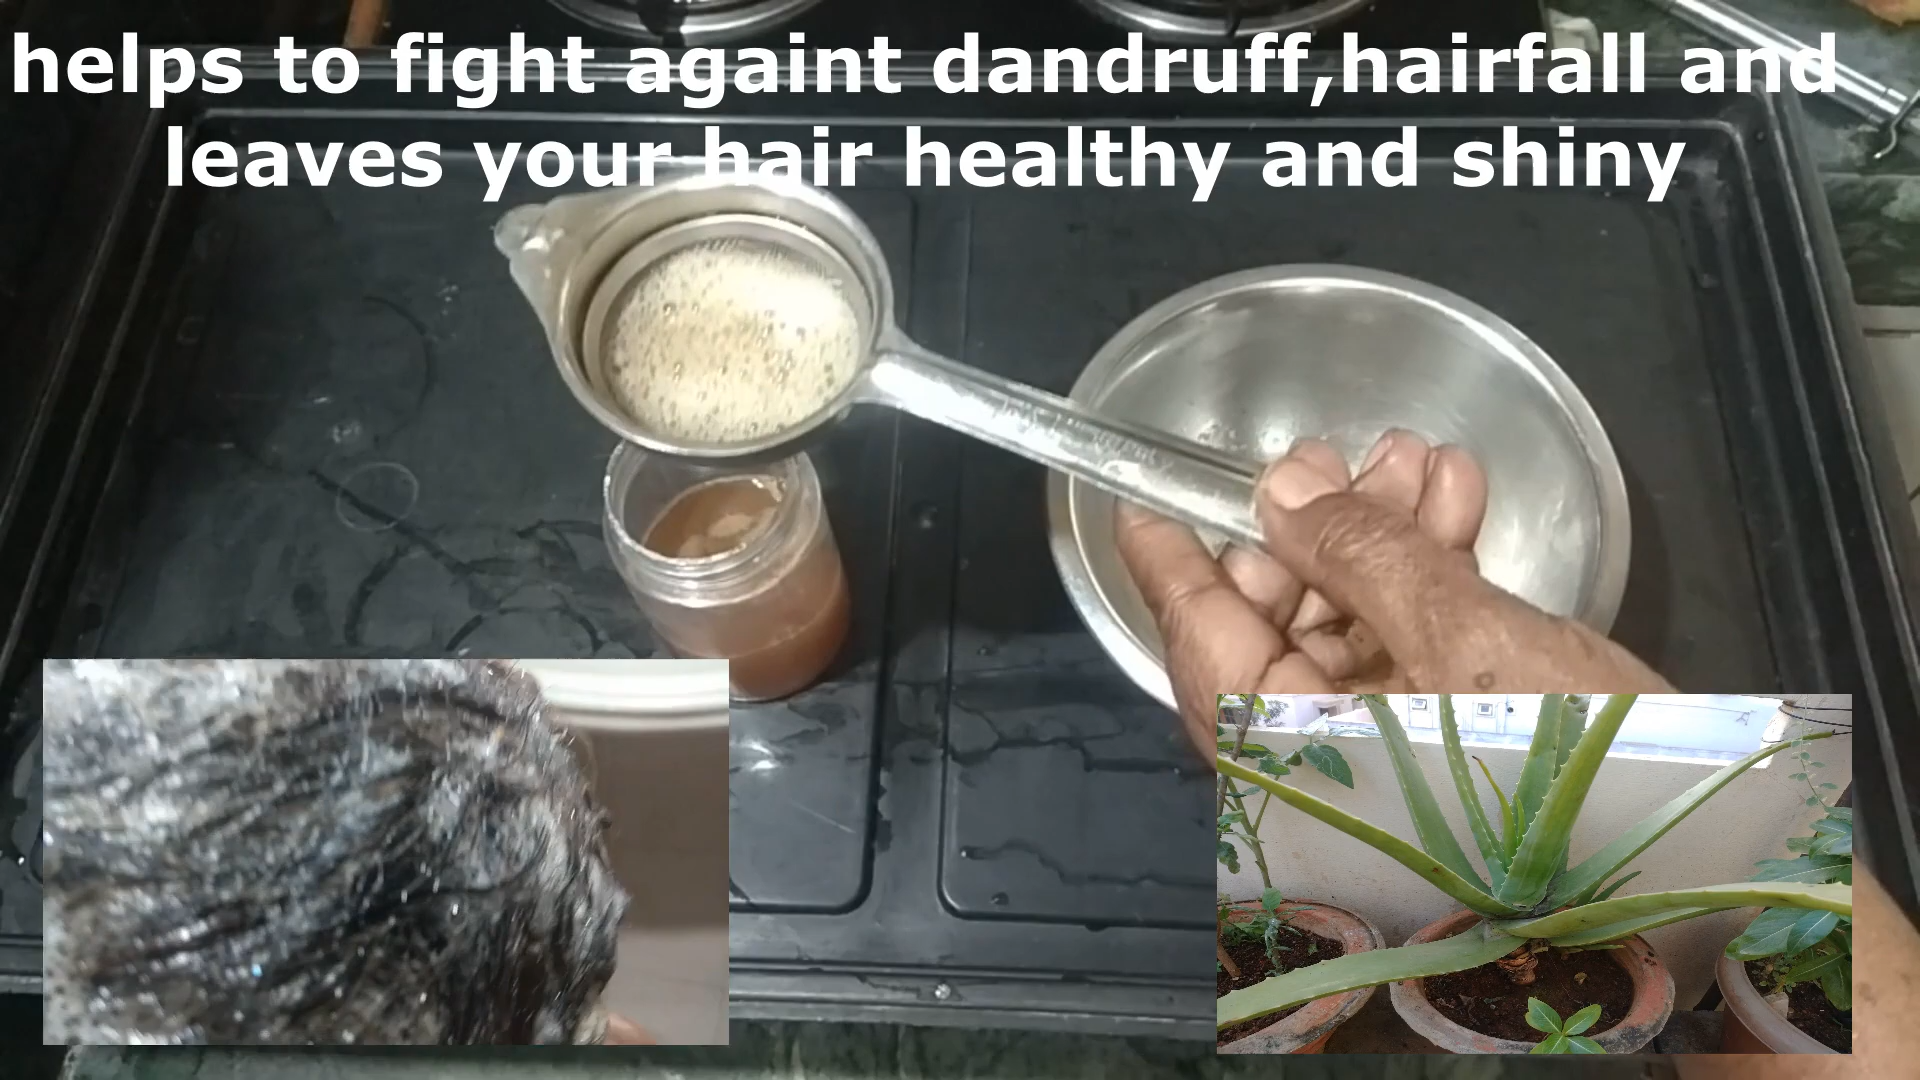 helps to fight againt dandruff,hairfall and
leaves your hair healthy and shiny